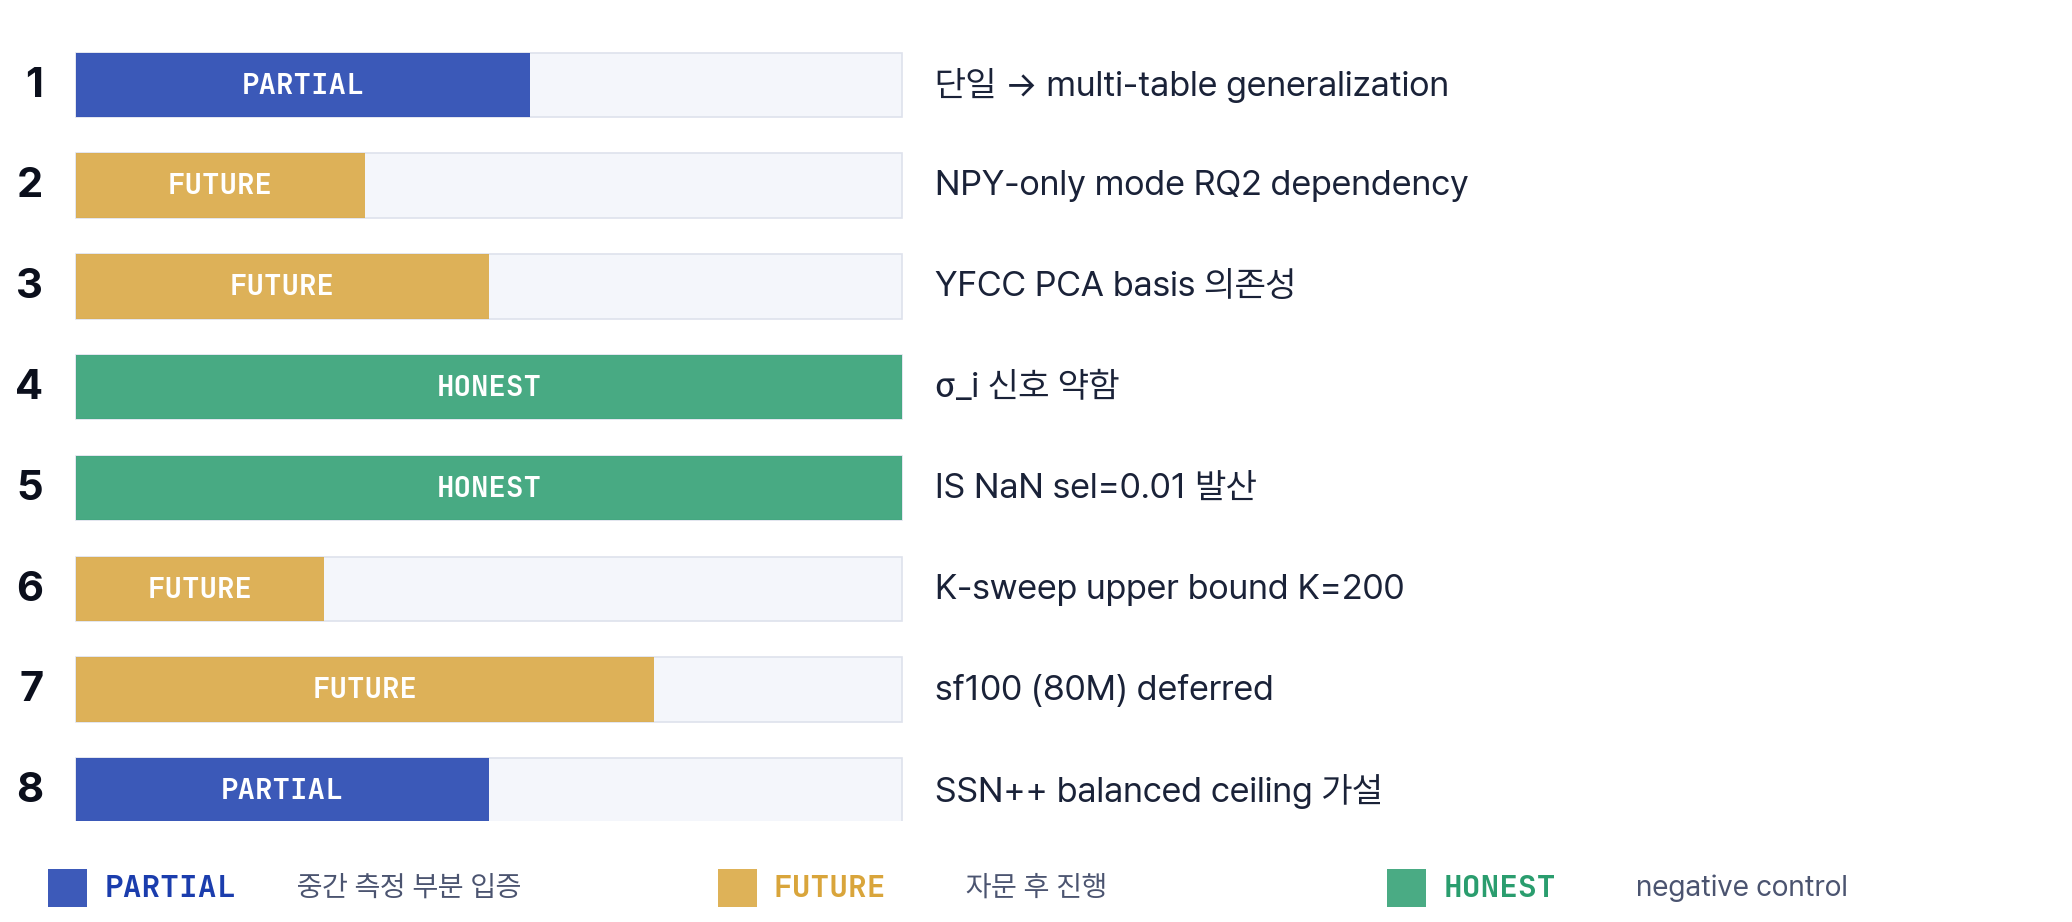 1 PARTIAL 단일 → multi-table generalization
2 FUTURE NPY-only mode RQ2 dependency
3 FUTURE YFCC PCA basis 의존성
4 HONEST σ_i 신호 약함
5 HONEST IS NaN sel=0.01 발산
6 FUTURE K-sweep upper bound K=200
7 FUTURE sf100 (80M) deferred
8 PARTIAL SSN++ balanced ceiling 가설
PARTIAL 중간 측정 부분 입증 FUTURE 자문 후 진행 HONEST negative control